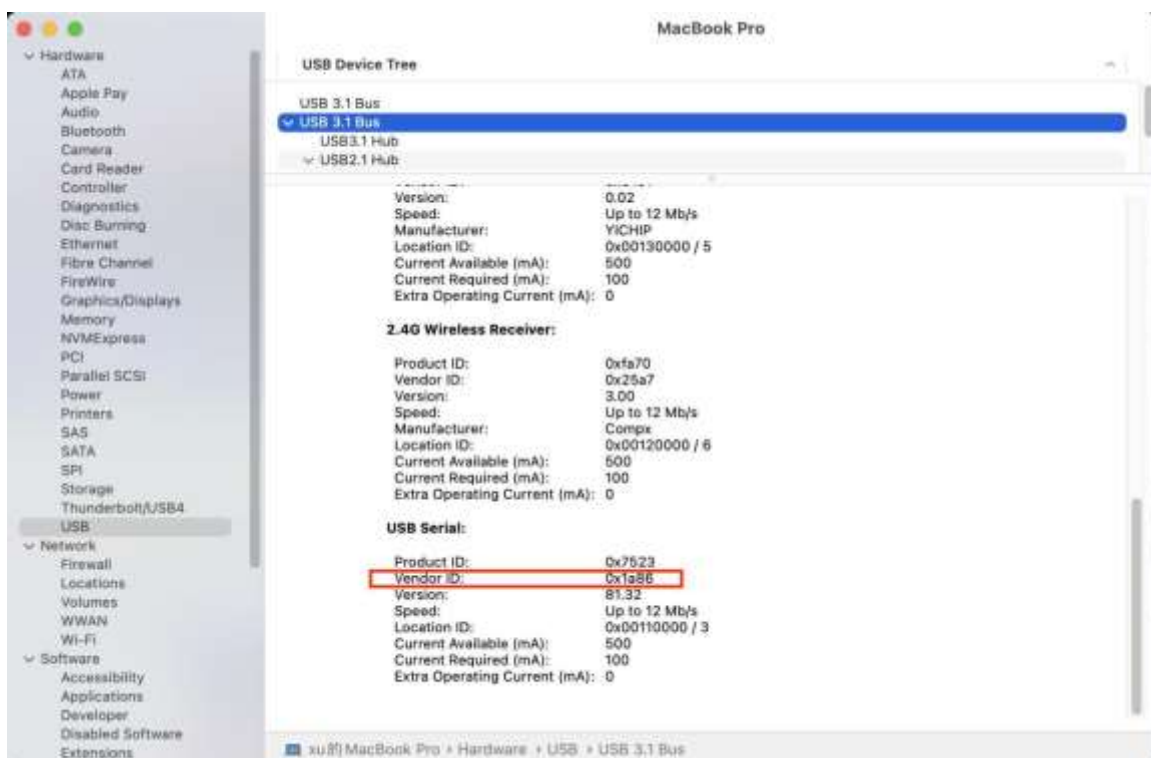 MacBook Pro
Hardware
ATA
Apple Pay
Audio
Bluetooth
Camera
Card Reader
Controller
Diagnostics
Disc Burning
Ethernet
Fibre Channel
FireWire
Graphics/Displays
Memory
NVMExpress
PCI
Parallel SCSI
Power
Printers
SAS
SATA
SPI
Storage
Thunderbolt/USB4
USB
Network
Firewall
Locations
Volumes
WWAN
Wi-Fi
Software
Accessibility
Applications
Developer
Disabled Software
Extensions
USB Device Tree
USB 3.1 Bus
USB 3.1 Bus
USB3.1 Hub
USB2.1 Hub
Version: 0.02
Speed: Up to 12 Mb/s
Manufacturer: YICHIP
Location ID: 0x00130000 / 5
Current Available (mA): 500
Current Required (mA): 100
Extra Operating Current (mA): 0
2.4G Wireless Receiver:
Product ID: 0xfa70
Vendor ID: 0x25a7
Version: 3.00
Speed: Up to 12 Mb/s
Manufacturer: Compx
Location ID: 0x00120000 / 6
Current Available (mA): 500
Current Required (mA): 100
Extra Operating Current (mA): 0
USB Serial:
Product ID: 0x7523
Vendor ID: 0x1a86
Version: 81.32
Speed: Up to 12 Mb/s
Location ID: 0x00110000 / 3
Current Available (mA): 500
Current Required (mA): 100
Extra Operating Current (mA): 0
xu的 MacBook Pro › Hardware › USB › USB 3.1 Bus